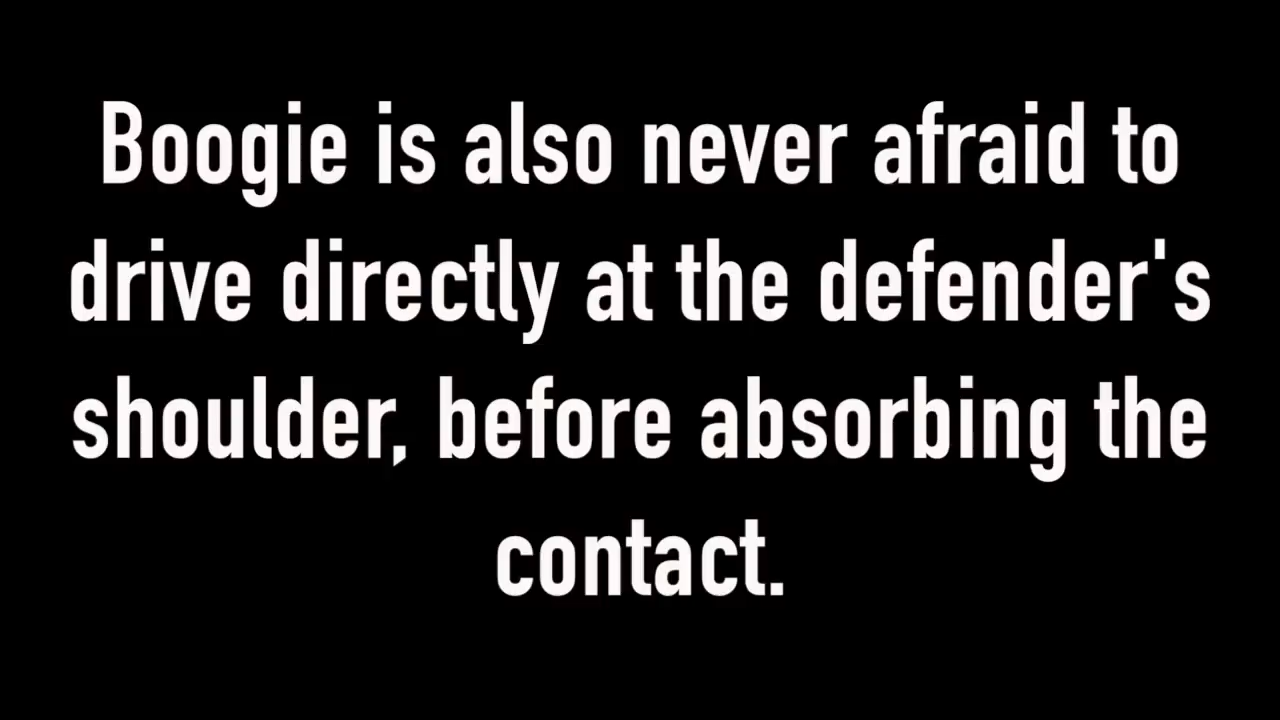 Boogie is also never afraid to
drive directly at the defender's
shoulder, before absorbing the
contact.